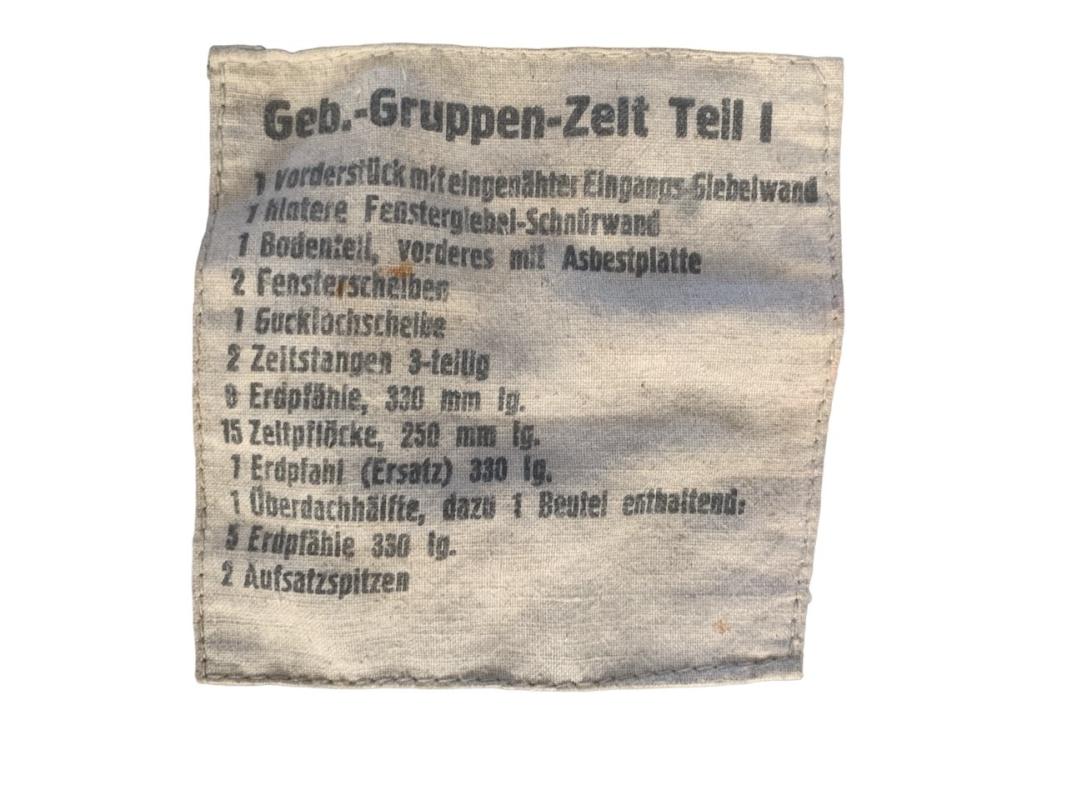 Geb.-Gruppen-Zelt Teil I
1 Vorderstück mit eingenähter Eingangs-Giebelwand
1 hintere Fenstergiebel-Schnürwand
1 Bodenteil, vorderes mit Asbestplatte
2 Fensterscheiben
1 Gucklochscheibe
2 Zeltstangen 3-teilig
8 Erdpfähle, 330 mm lg.
15 Zeltpflöcke, 250 mm lg.
1 Erdpfahl (Ersatz) 330 lg.
1 Überdachhälfte, dazu 1 Beutel enthaltend:
5 Erdpfähle 330 lg.
2 Aufsatzspitzen